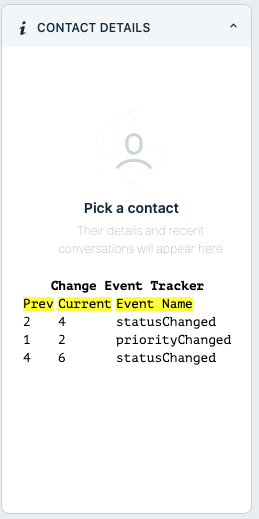 CONTACT DETAILS
Pick a contact
Their details and recent
conversations will appear here
Change Event Tracker
Prev Current Event Name
2 4 statusChanged
1 2 priorityChanged
4 6 statusChanged